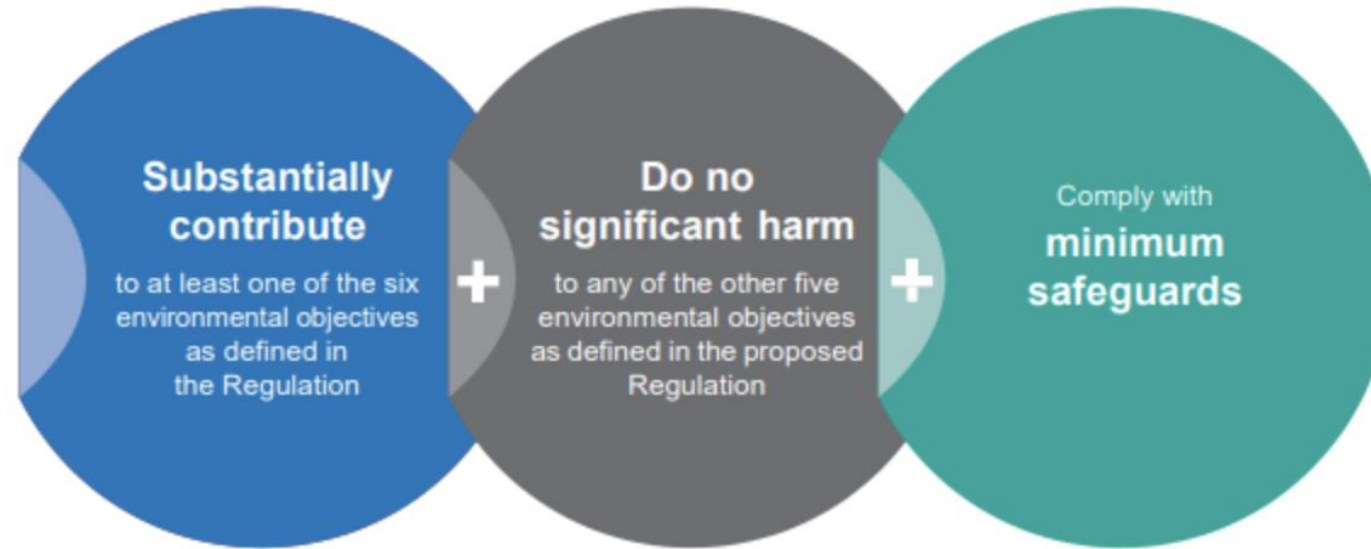 Substantially
contribute
to at least one of the six
environmental objectives
as defined in
the Regulation
+
Do no
significant harm
to any of the other five
environmental objectives
as defined in the proposed
Regulation
+
Comply with
minimum
safeguards